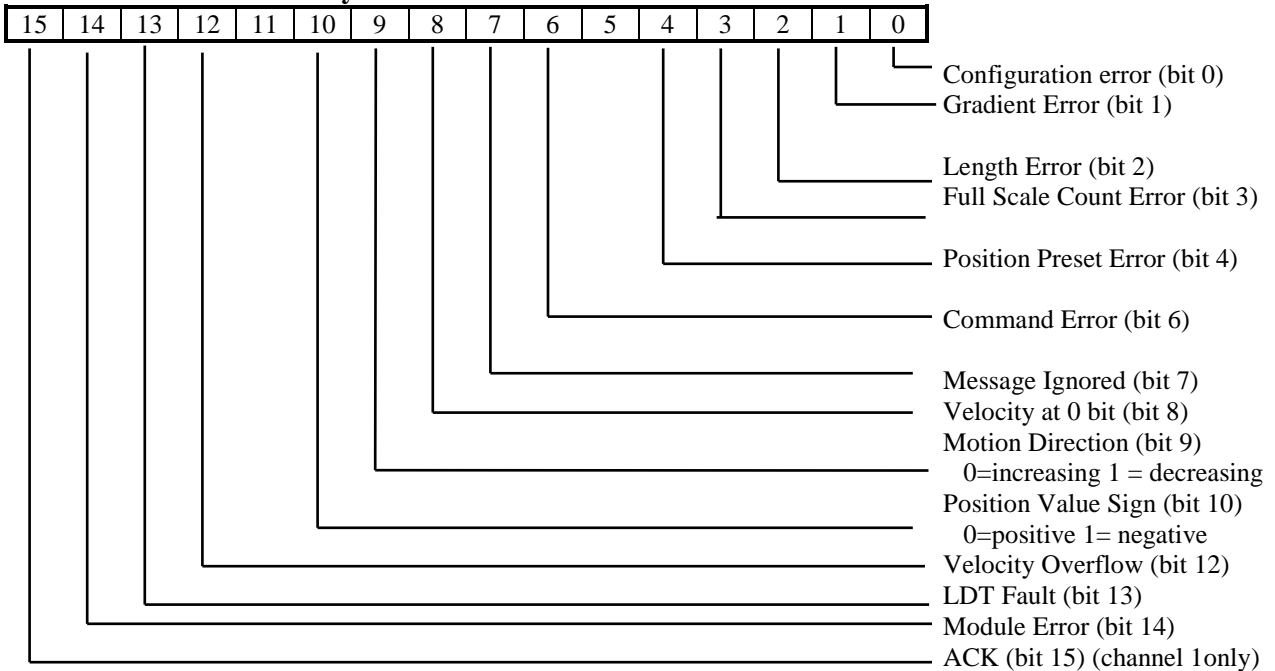 15 14 13 12 11 10 9 8 7 6 5 4 3 2 1 0
Configuration error (bit 0)
Gradient Error (bit 1)
Length Error (bit 2)
Full Scale Count Error (bit 3)
Position Preset Error (bit 4)
Command Error (bit 6)
Message Ignored (bit 7)
Velocity at 0 bit (bit 8)
Motion Direction (bit 9)
0=increasing 1 = decreasing
Position Value Sign (bit 10)
0=positive 1= negative
Velocity Overflow (bit 12)
LDT Fault (bit 13)
Module Error (bit 14)
ACK (bit 15) (channel 1only)